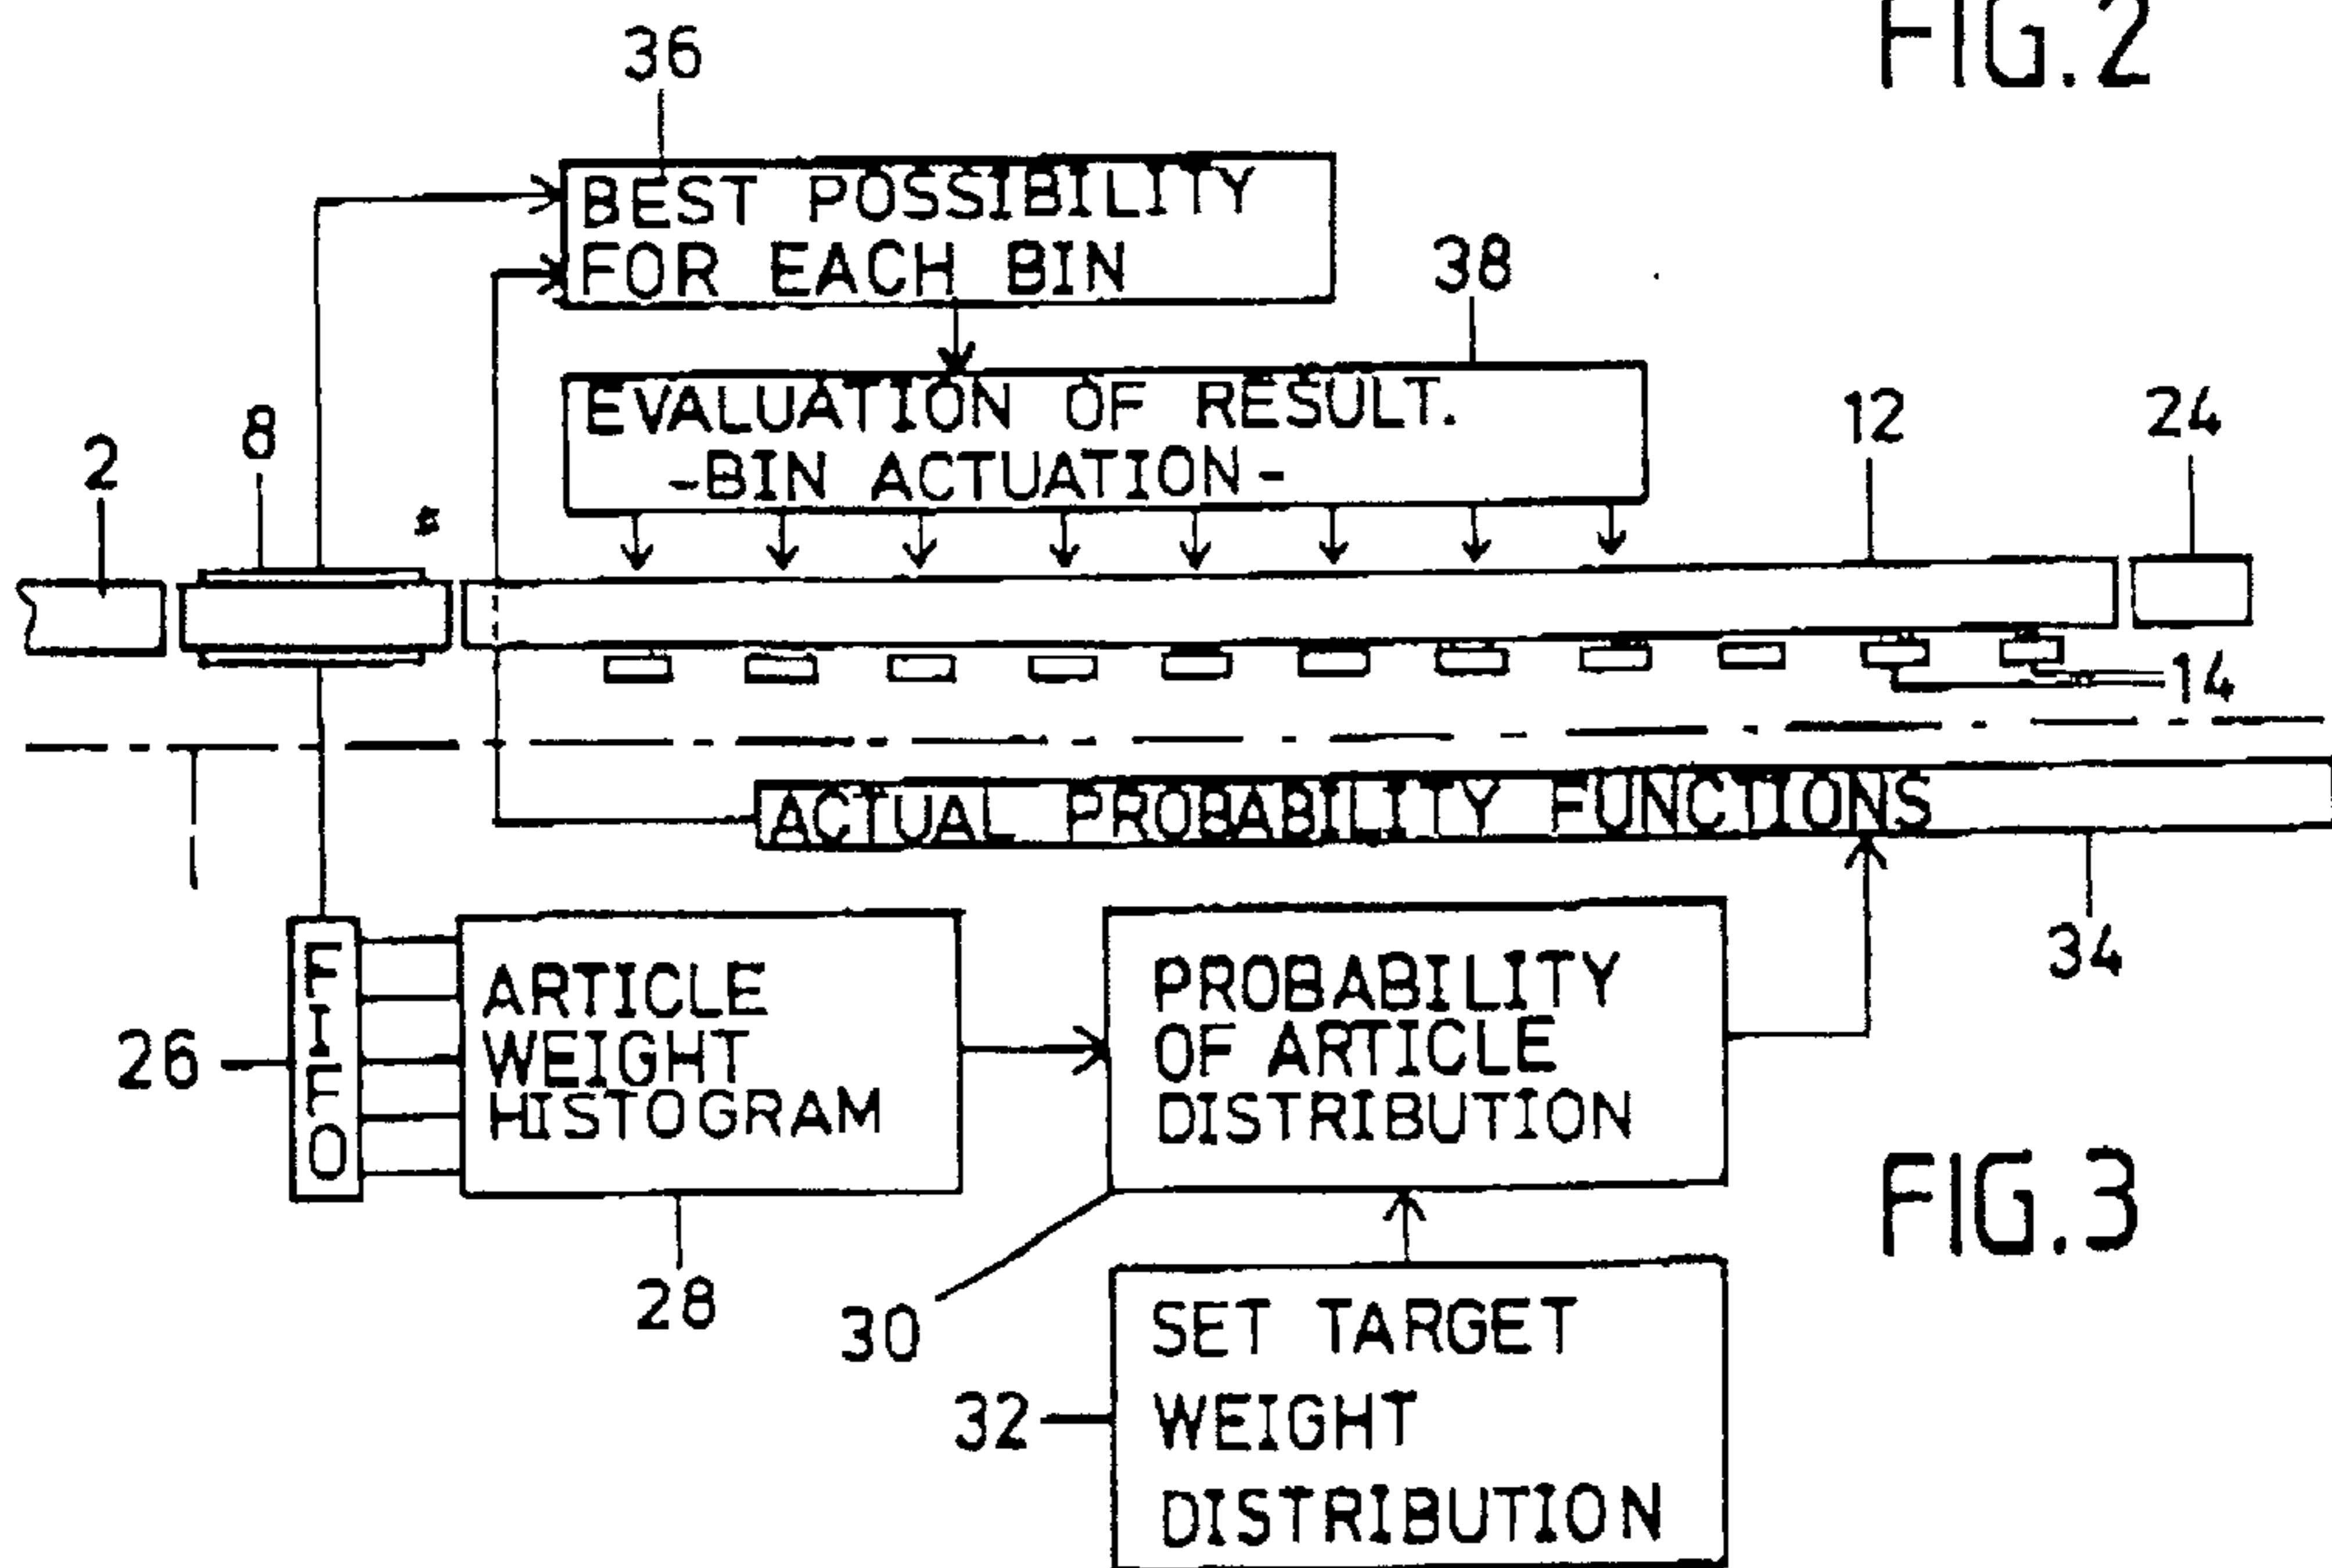 FIG.2
36
BEST POSSIBILITY
FOR EACH BIN
38
EVALUATION OF RESULT.
-BIN ACTUATION-
2
8
12
24
14
ACTUAL PROBABILITY FUNCTIONS
34
FIFO
26
ARTICLE
WEIGHT
HISTOGRAM
28
PROBABILITY
OF ARTICLE
DISTRIBUTION
30
FIG.3
SET TARGET
WEIGHT
DISTRIBUTION
32